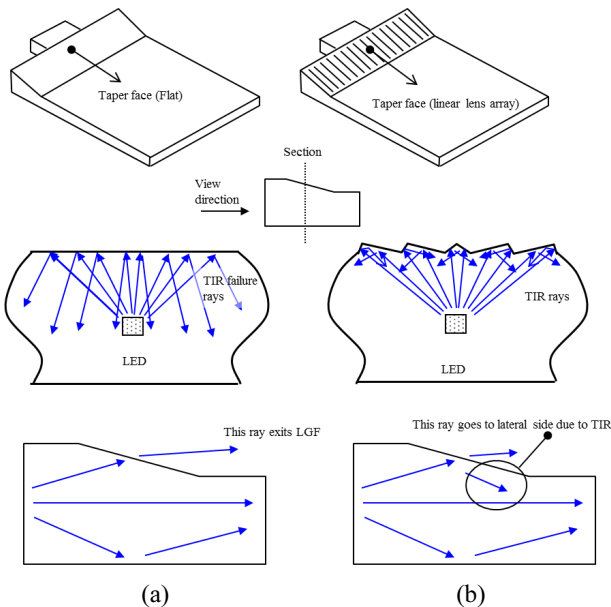 Taper face (Flat)
Taper face (linear lens array)
Section
View
direction
TIR failure
rays
LED
TIR rays
LED
This ray exits LGF
This ray goes to lateral side due to TIR
(a)
(b)